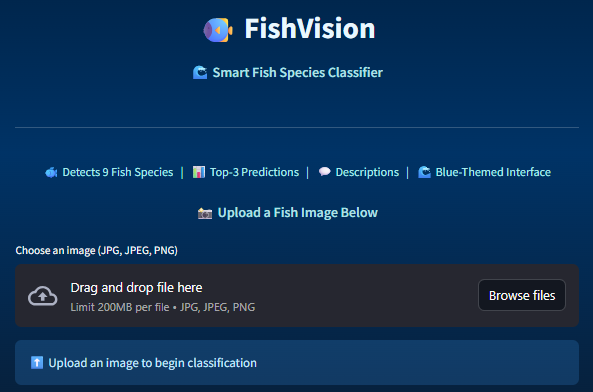 FishVision
Smart Fish Species Classifier
Detects 9 Fish Species | Top-3 Predictions | Descriptions | Blue-Themed Interface
Upload a Fish Image Below
Choose an image (JPG, JPEG, PNG)
Drag and drop file here
Limit 200MB per file • JPG, JPEG, PNG
Browse files
Upload an image to begin classification